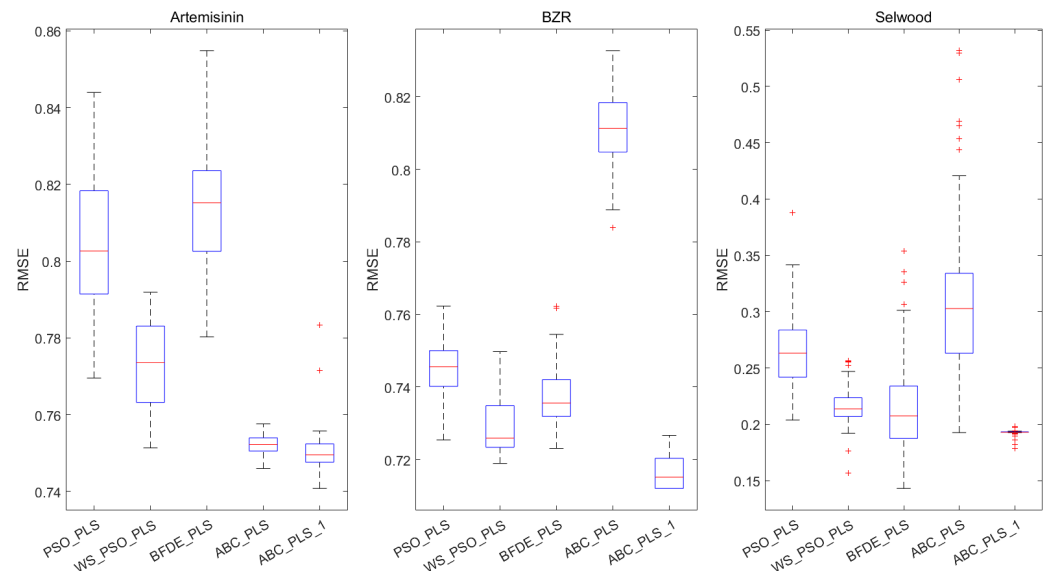 Artemisinin
RMSE
0.86
0.84
0.82
0.8
0.78
0.76
0.74
PSO_PLS
WS_PSO_PLS
BFDE_PLS
ABC_PLS
ABC_PLS_1
BZR
RMSE
0.82
0.8
0.78
0.76
0.74
0.72
PSO_PLS
WS_PSO_PLS
BFDE_PLS
ABC_PLS
ABC_PLS_1
Selwood
RMSE
0.55
0.5
0.45
0.4
0.35
0.3
0.25
0.2
0.15
PSO_PLS
WS_PSO_PLS
BFDE_PLS
ABC_PLS
ABC_PLS_1